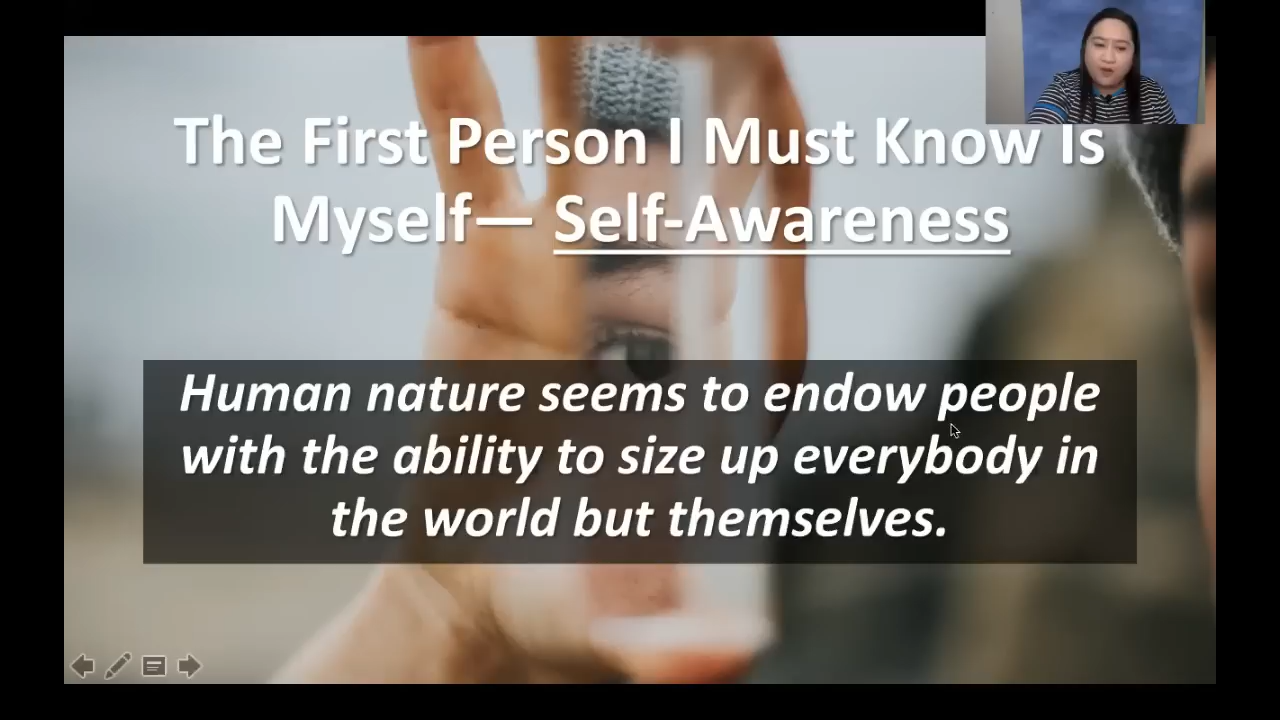 The First Person I Must Know Is
Myself— Self-Awareness
Human nature seems to endow people
with the ability to size up everybody in
the world but themselves.